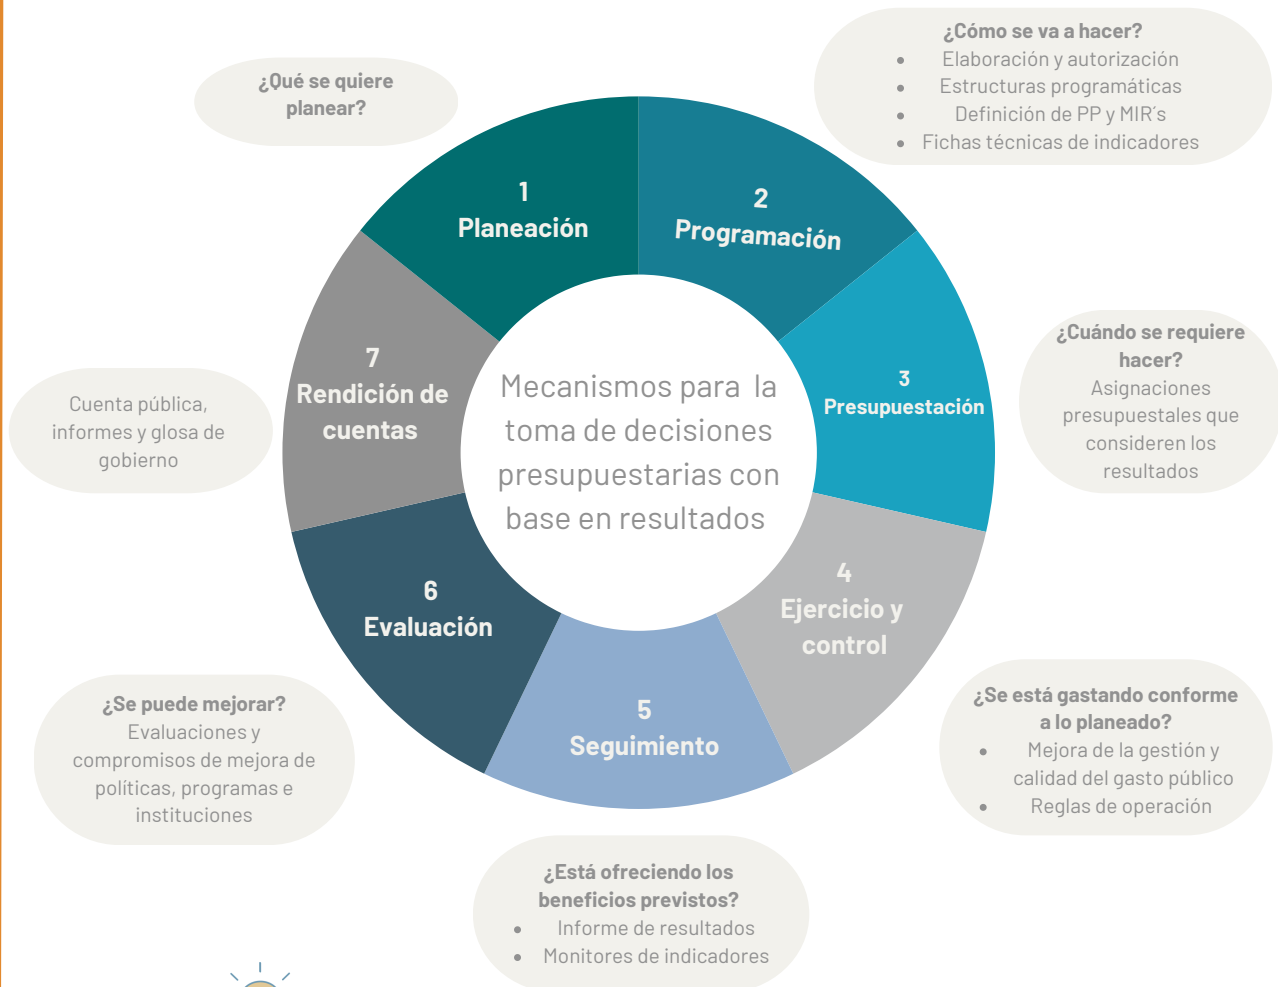 ¿Qué se quiere
planear?
¿Cómo se va a hacer?
• Elaboración y autorización
• Estructuras programáticas
• Definición de PP y MIR´s
• Fichas técnicas de indicadores
1
Planeación
2
Programación
¿Cuándo se requiere
hacer?
Asignaciones
presupuestales que
consideren los
resultados
3
Presupuestación
7
Rendición de
cuentas
Cuenta pública,
informes y glosa de
gobierno
Mecanismos para la
toma de decisiones
presupuestarias con
base en resultados
4
Ejercicio y
control
¿Se está gastando conforme
a lo planeado?
• Mejora de la gestión y
calidad del gasto público
• Reglas de operación
6
Evaluación
¿Se puede mejorar?
Evaluaciones y
compromisos de mejora de
políticas, programas e
instituciones
5
Seguimiento
¿Está ofreciendo los
beneficios previstos?
• Informe de resultados
• Monitores de indicadores